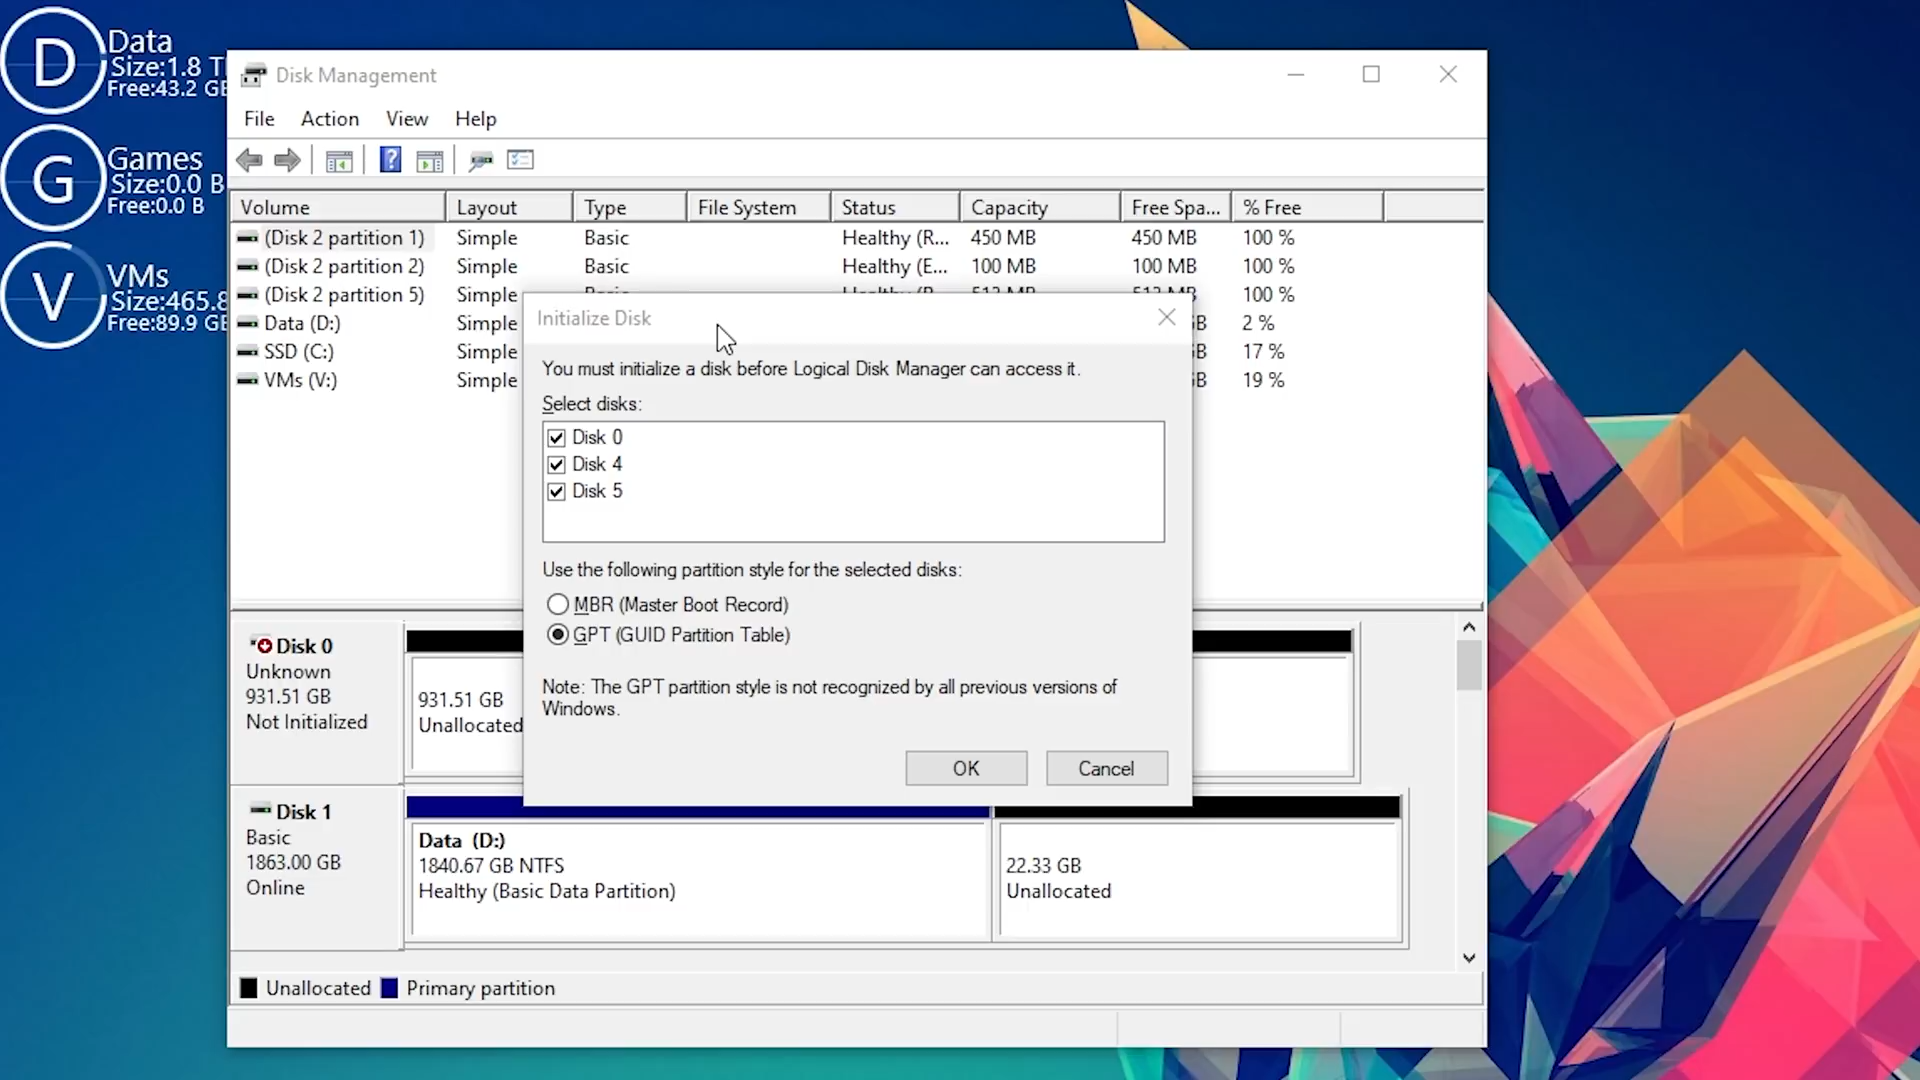 D
Data
Size:1.8 T
Free:43.2 GB
G
Games
Size:0.0 B
Free:0.0 B
V
VMs
Size:465.8
Free:89.9 GB
Disk Management
File Action View Help
Volume Layout Type File System Status Capacity Free Spa... % Free
(Disk 2 partition 1) Simple Basic Healthy (R... 450 MB 450 MB 100 %
(Disk 2 partition 2) Simple Basic Healthy (E... 100 MB 100 MB 100 %
(Disk 2 partition 5) Simple 100 %
Data (D:) Simple GB 2 %
SSD (C:) Simple GB 17 %
VMs (V:) Simple GB 19 %
Initialize Disk
You must initialize a disk before Logical Disk Manager can access it.
Select disks:
Disk 0
Disk 4
Disk 5
Use the following partition style for the selected disks:
MBR (Master Boot Record)
GPT (GUID Partition Table)
Note: The GPT partition style is not recognized by all previous versions of
Windows.
OK Cancel
Disk 0
Unknown
931.51 GB
Not Initialized
931.51 GB
Unallocated
Disk 1
Basic
1863.00 GB
Online
Data (D:)
1840.67 GB NTFS
Healthy (Basic Data Partition)
22.33 GB
Unallocated
Unallocated Primary partition